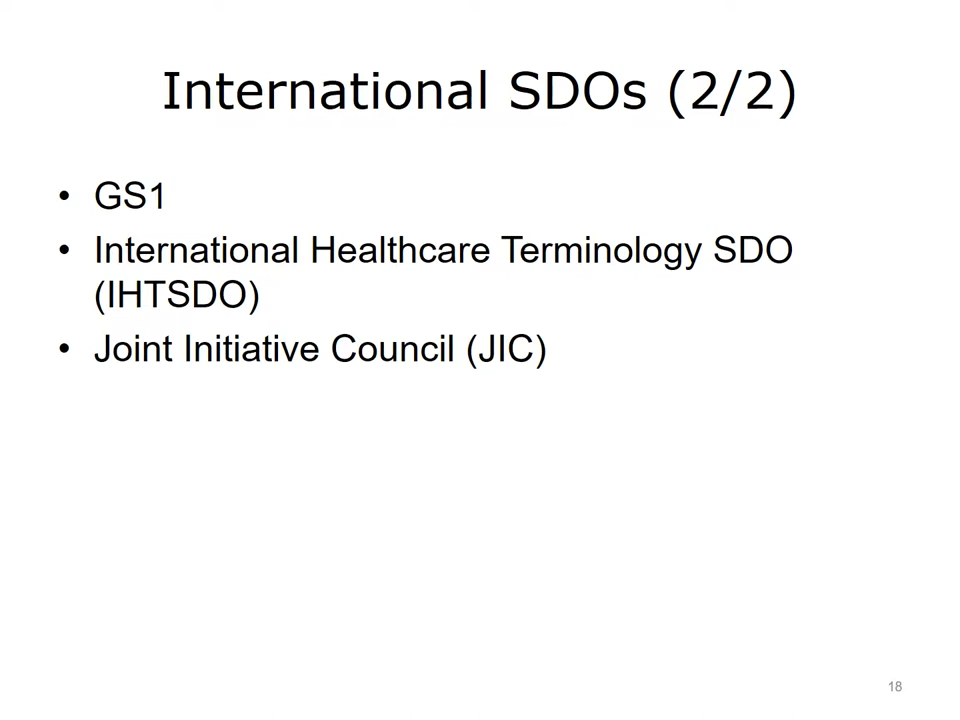 International SDOs (2/2)
• GS1
• International Healthcare Terminology SDO
(IHTSDO)
• Joint Initiative Council (JIC)
18